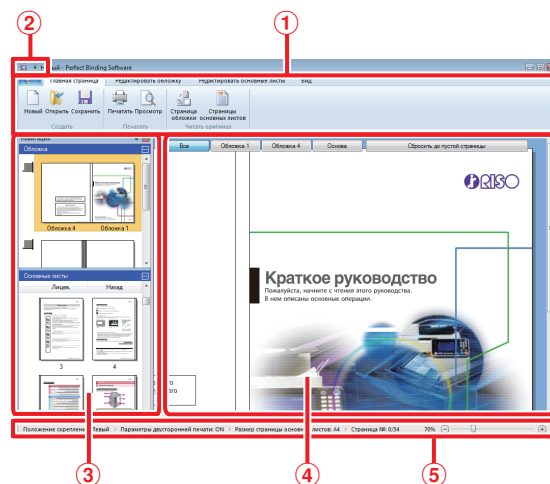 2
1
й - Perfect Binding Software
Главная страница
Редактировать обложку
Редактировать основные листы
Вид
Новый
Открыть
Сохранить
Печатать
Просмотр
Страница обложки
Страницы основных листов
Создать
Печатать
Читать оригинал
Навигация
Обложка
Обложка 4
Обложка 1
Основные листы
Лицев.
Назад
3
4
Все
Обложка 1
Обложка 4
Основа
Сбросить до пустой страницы
RISO
Краткое руководство
Пожалуйста, начните с чтения этого руководства.
В нем описаны основные операции.
Положение скреплени Левый
Параметры двусторонней печати: ON
Размер страницы основн листов: A4
Страница №: 0/34
70%
3
4
5